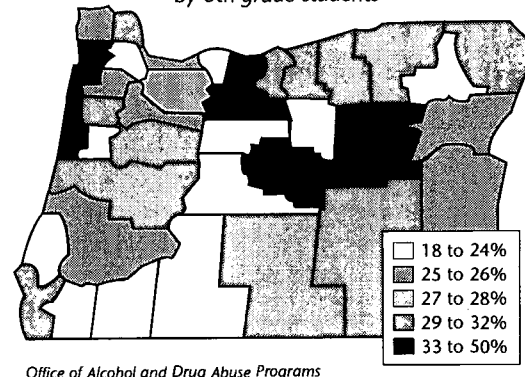 by 8th grade students
18 to 24%
25 to 26%
27 to 28%
29 to 32%
33 to 50%
Office of Alcohol and Drug Abuse Programs